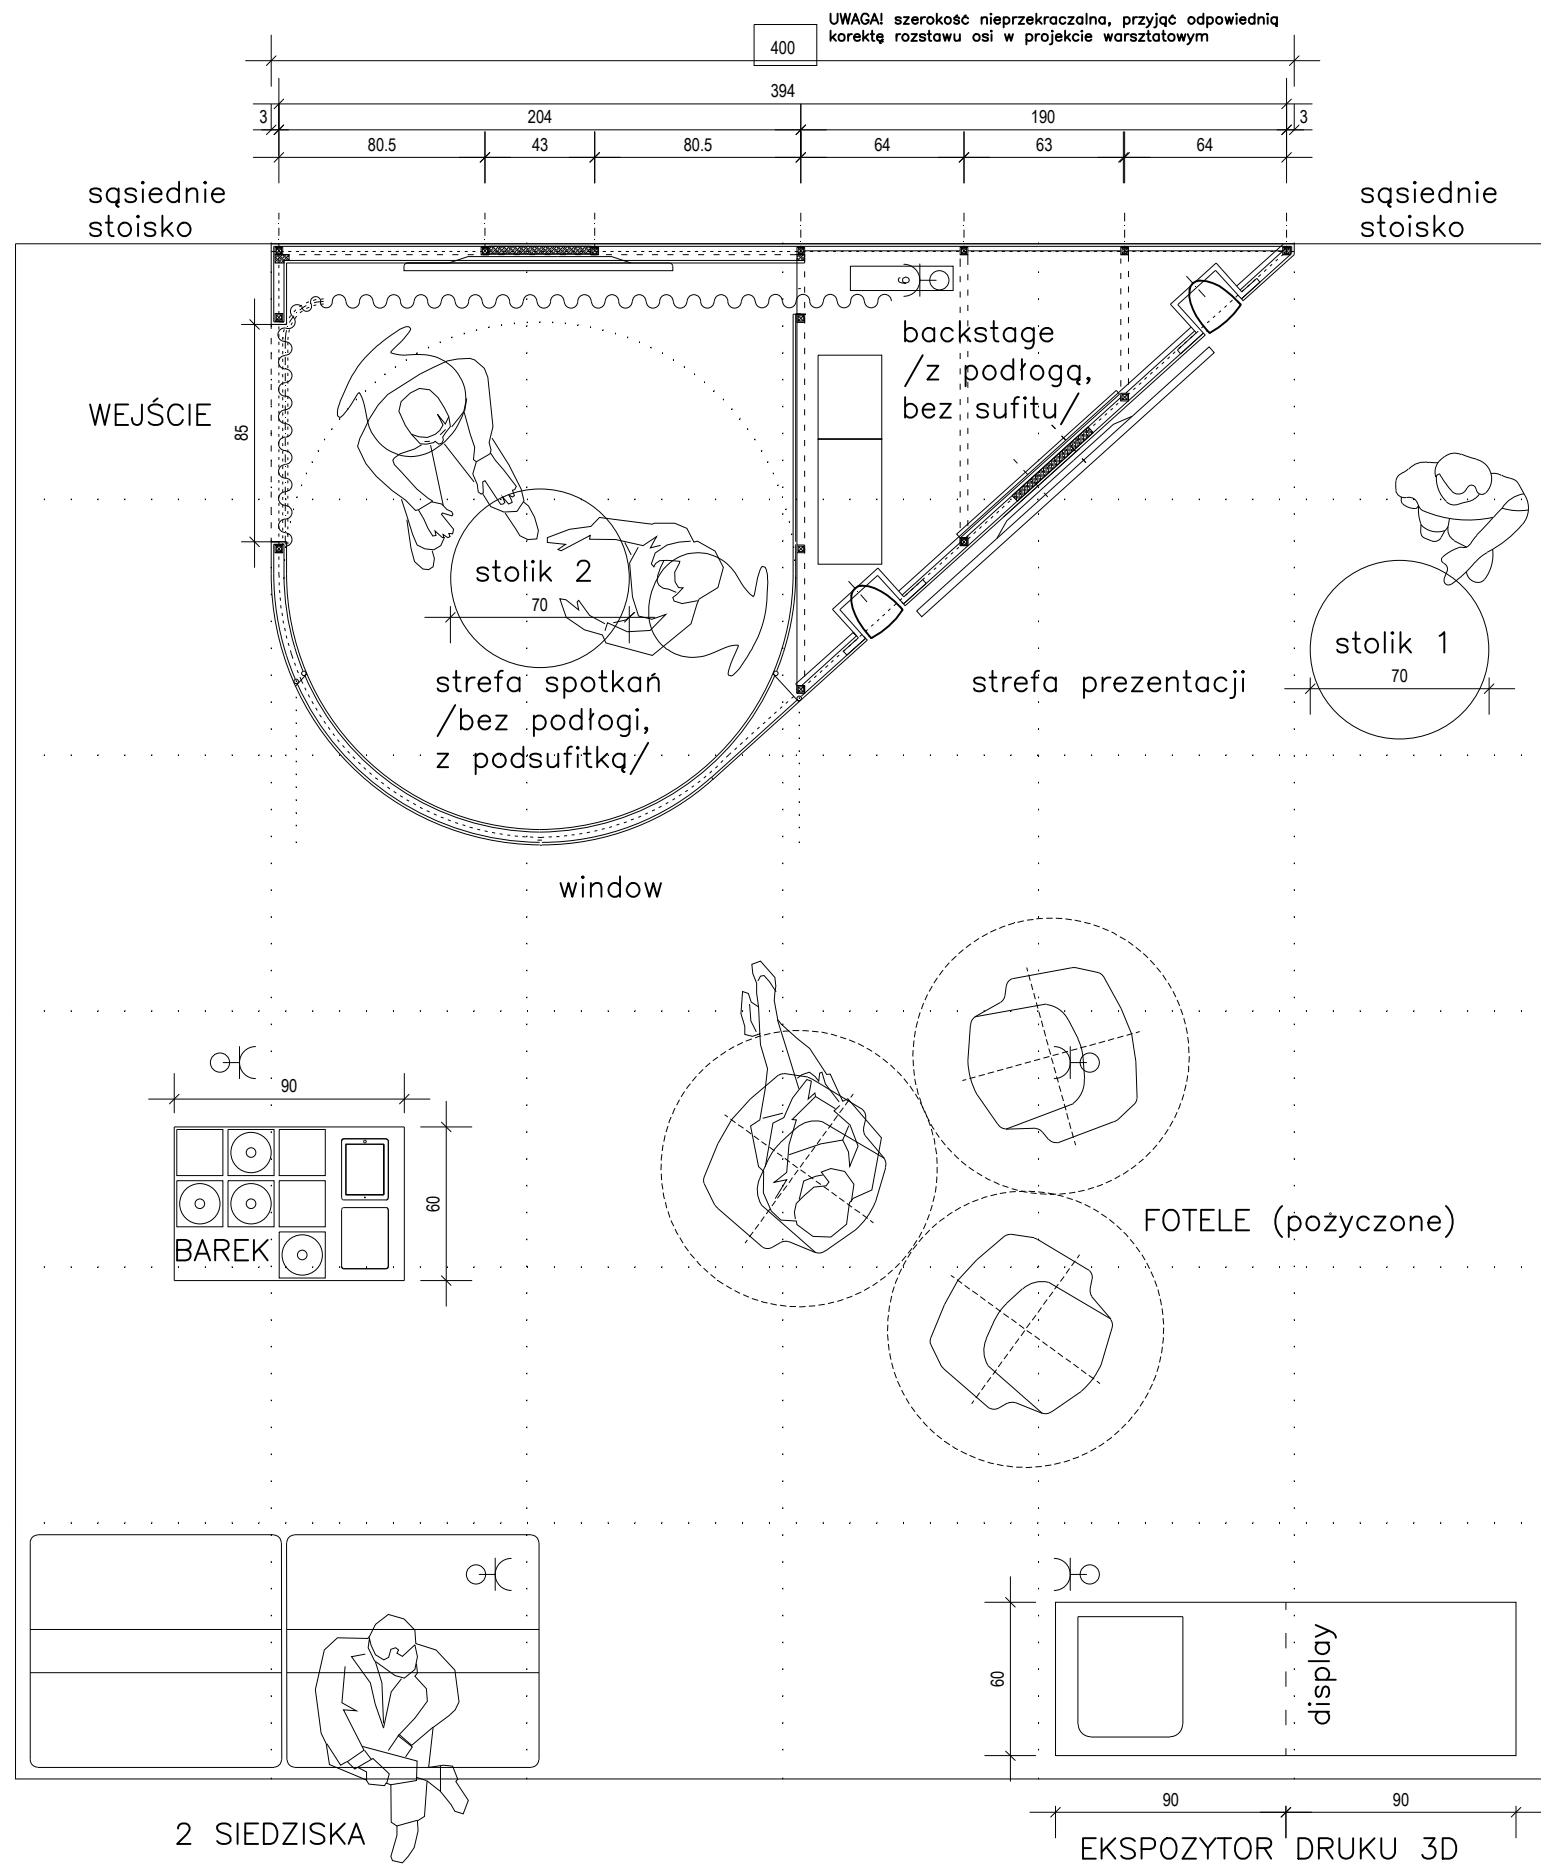 UWAGA! szerokość nieprzekraczalna, przyjąć odpowiednią
korektę rozstawu osi w projekcie warsztatowym
400
394
3
204
190
3
80.5
43
80.5
64
63
64
sąsiednie
stoisko
sąsiednie
stoisko
6
backstage
/z podłogą,
bez sufitu/
WEJŚCIE
85
stolik 2
70
stolik 1
70
strefa spotkań
/bez podłogi,
z podsufitką/
strefa prezentacji
window
90
60
BAREK
FOTELE (pożyczone)
60
display
90
90
2 SIEDZISKA
EKSPOZYTOR DRUKU 3D